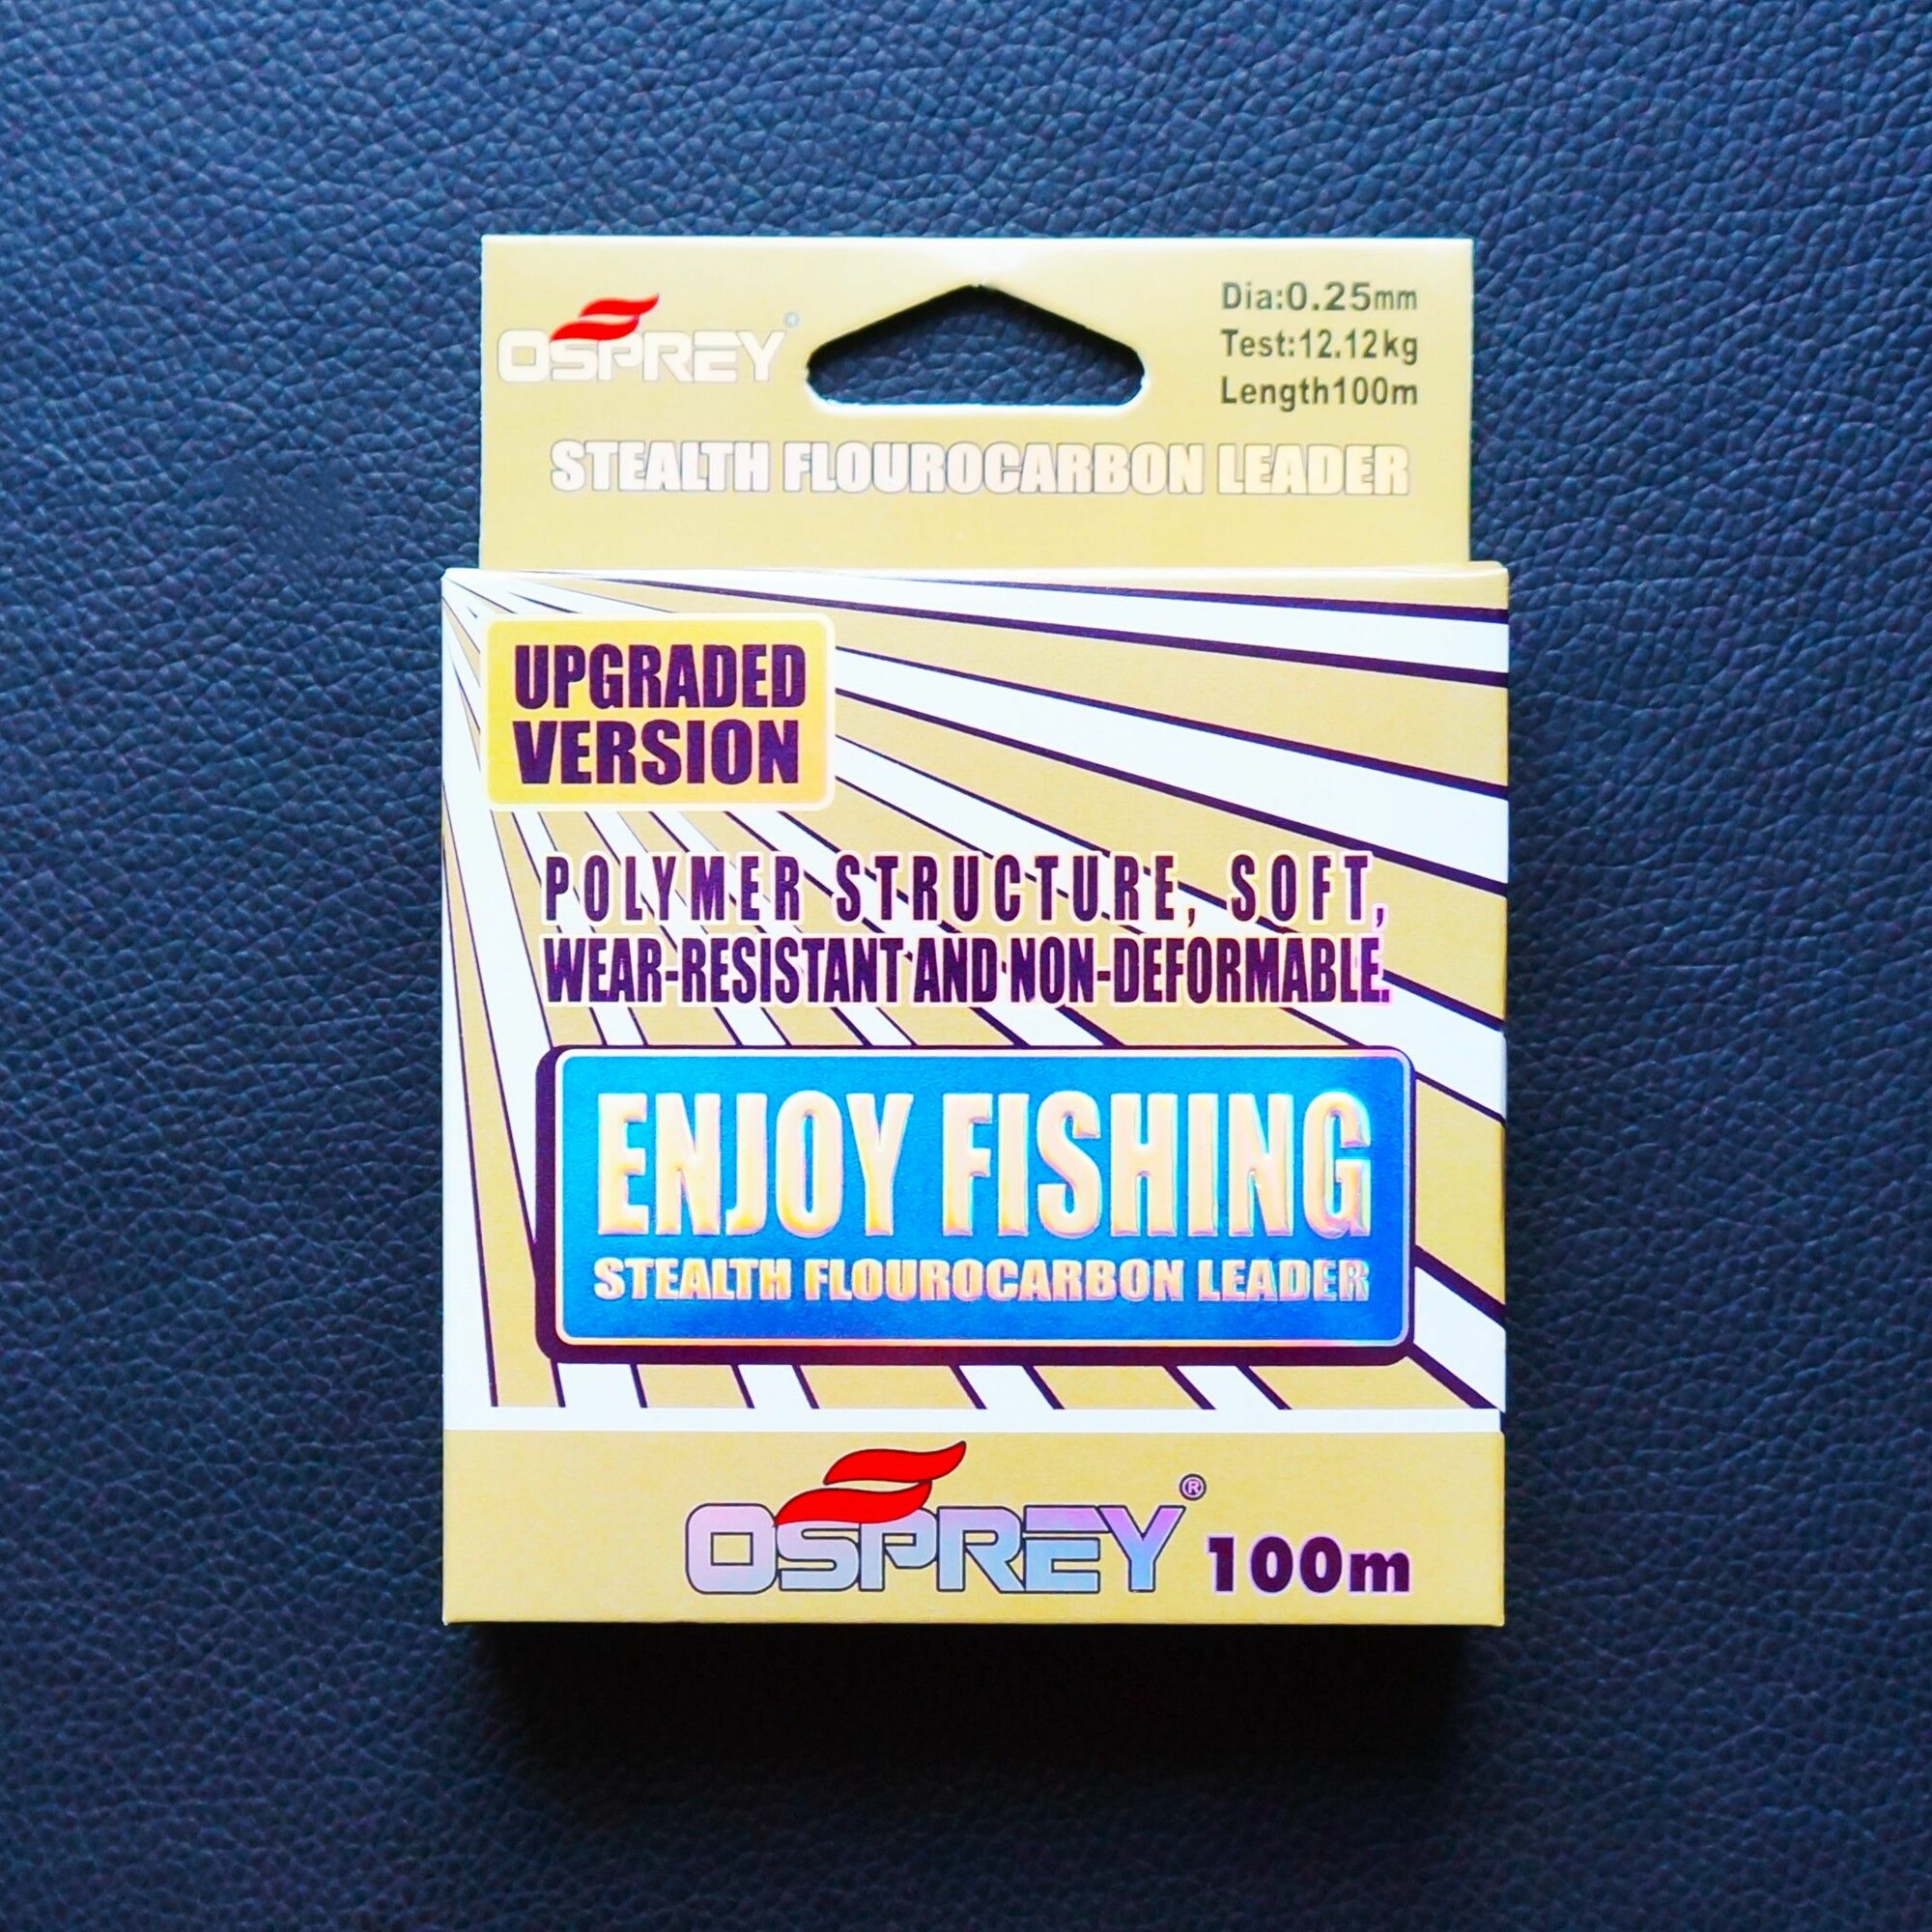 OSPREY®
Dia:0.25mm
Test:12.12kg
Length100m
STEALTH FLOUROCARBON LEADER
UPGRADED
VERSION
POLYMER STRUCTURE, SOFT,
WEAR-RESISTANT AND NON-DEFORMABLE.
ENJOY FISHING
STEALTH FLOUROCARBON LEADER
OSPREY® 100m